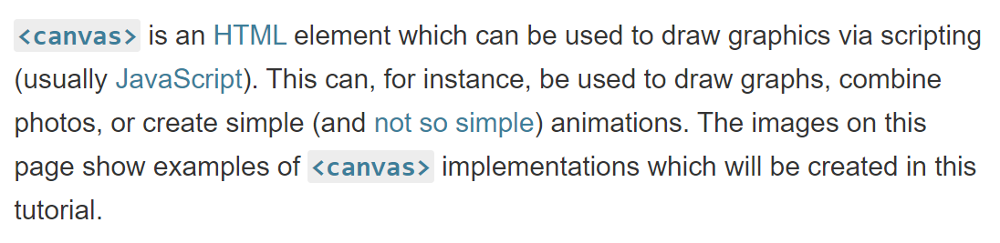 <canvas> is an HTML element which can be used to draw graphics via scripting
(usually JavaScript). This can, for instance, be used to draw graphs, combine
photos, or create simple (and not so simple) animations. The images on this
page show examples of <canvas> implementations which will be created in this
tutorial.